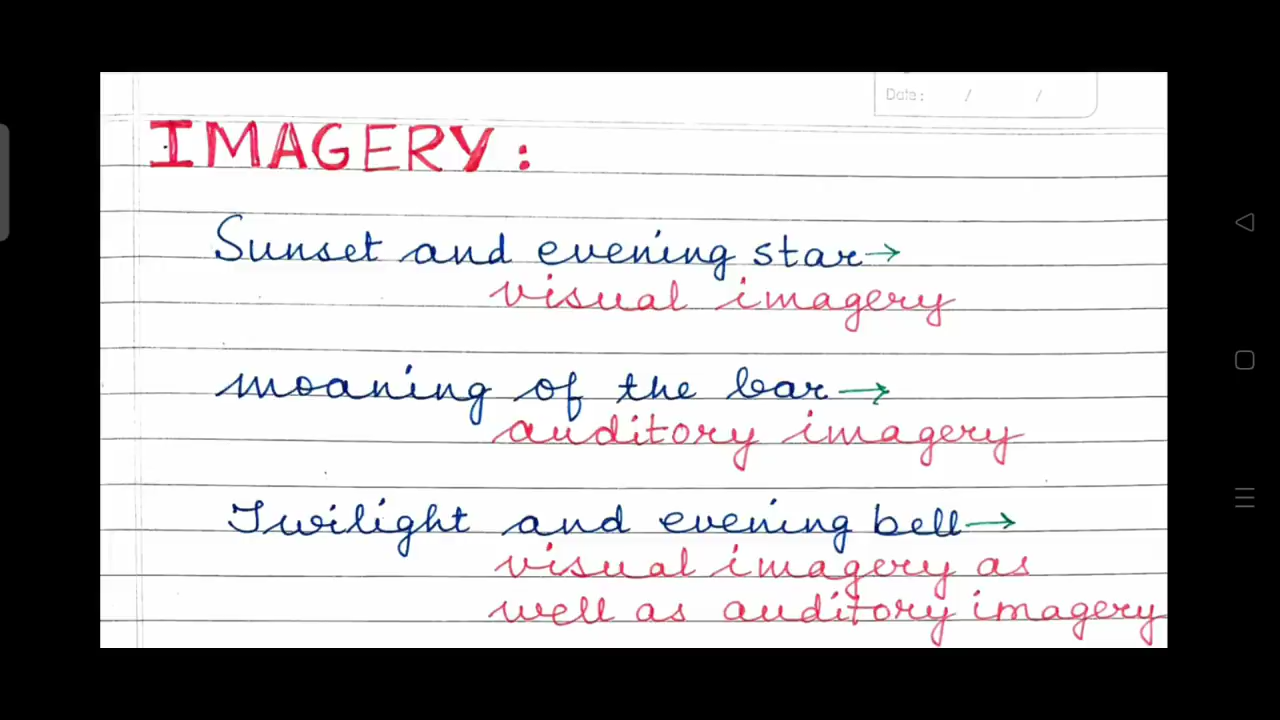 Date: / /
IMAGERY:
Sunset and evening star→
visual imagery
moaning of the bar→
auditory imagery
Twilight and evening bell→
visual imagery as
well as auditory imagery